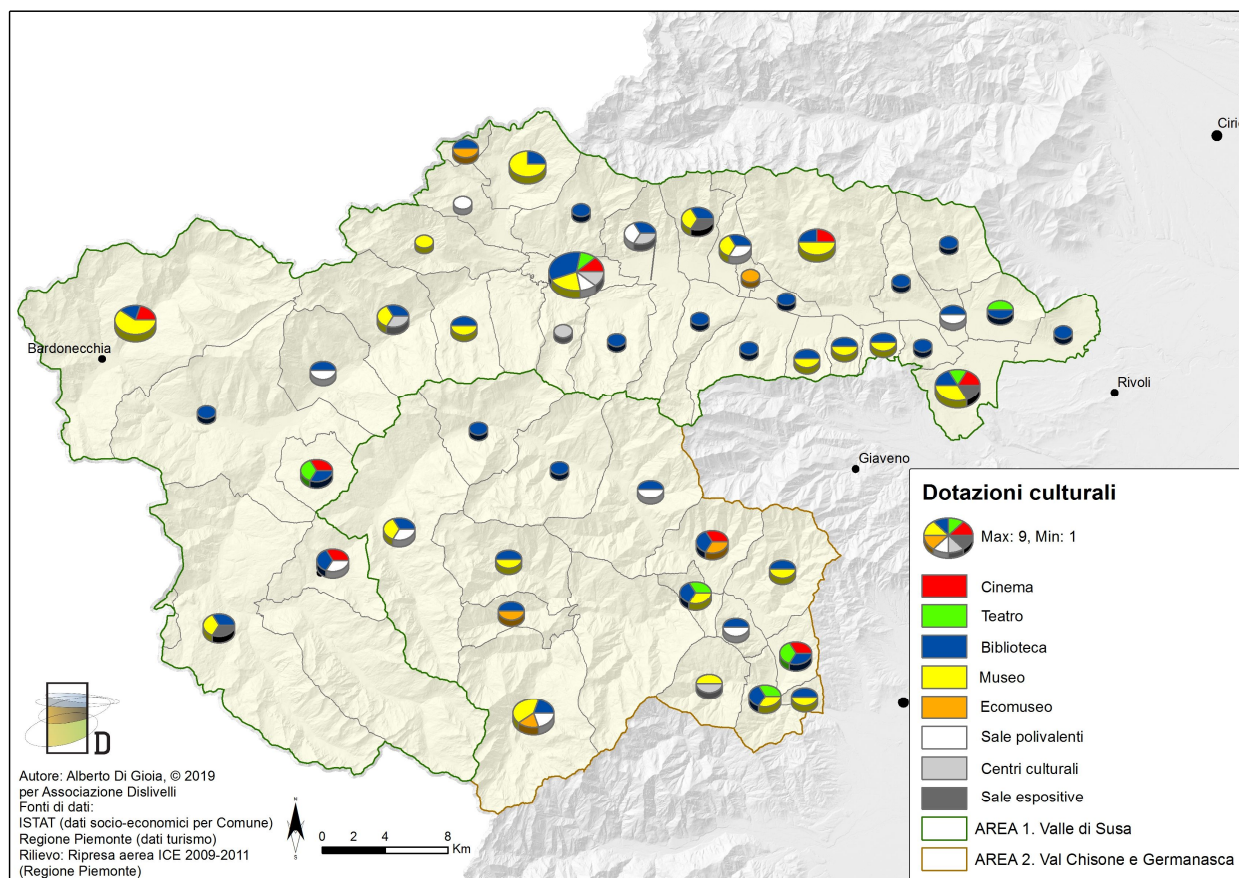 Cirié
Bardonecchia
Rivoli
Giaveno
Dotazioni culturali
Max: 9, Min: 1
Cinema
Teatro
Biblioteca
Museo
Ecomuseo
Sale polivalenti
Centri culturali
Sale espositive
AREA 1. Valle di Susa
AREA 2. Val Chisone e Germanasca
D
Autore: Alberto Di Gioia, © 2019
per Associazione Dislivelli
Fonti di dati:
ISTAT (dati socio-economici per Comune)
Regione Piemonte (dati turismo)
Rilievo: Ripresa aerea ICE 2009-2011
(Regione Piemonte)
N
S
0 4 8
Km